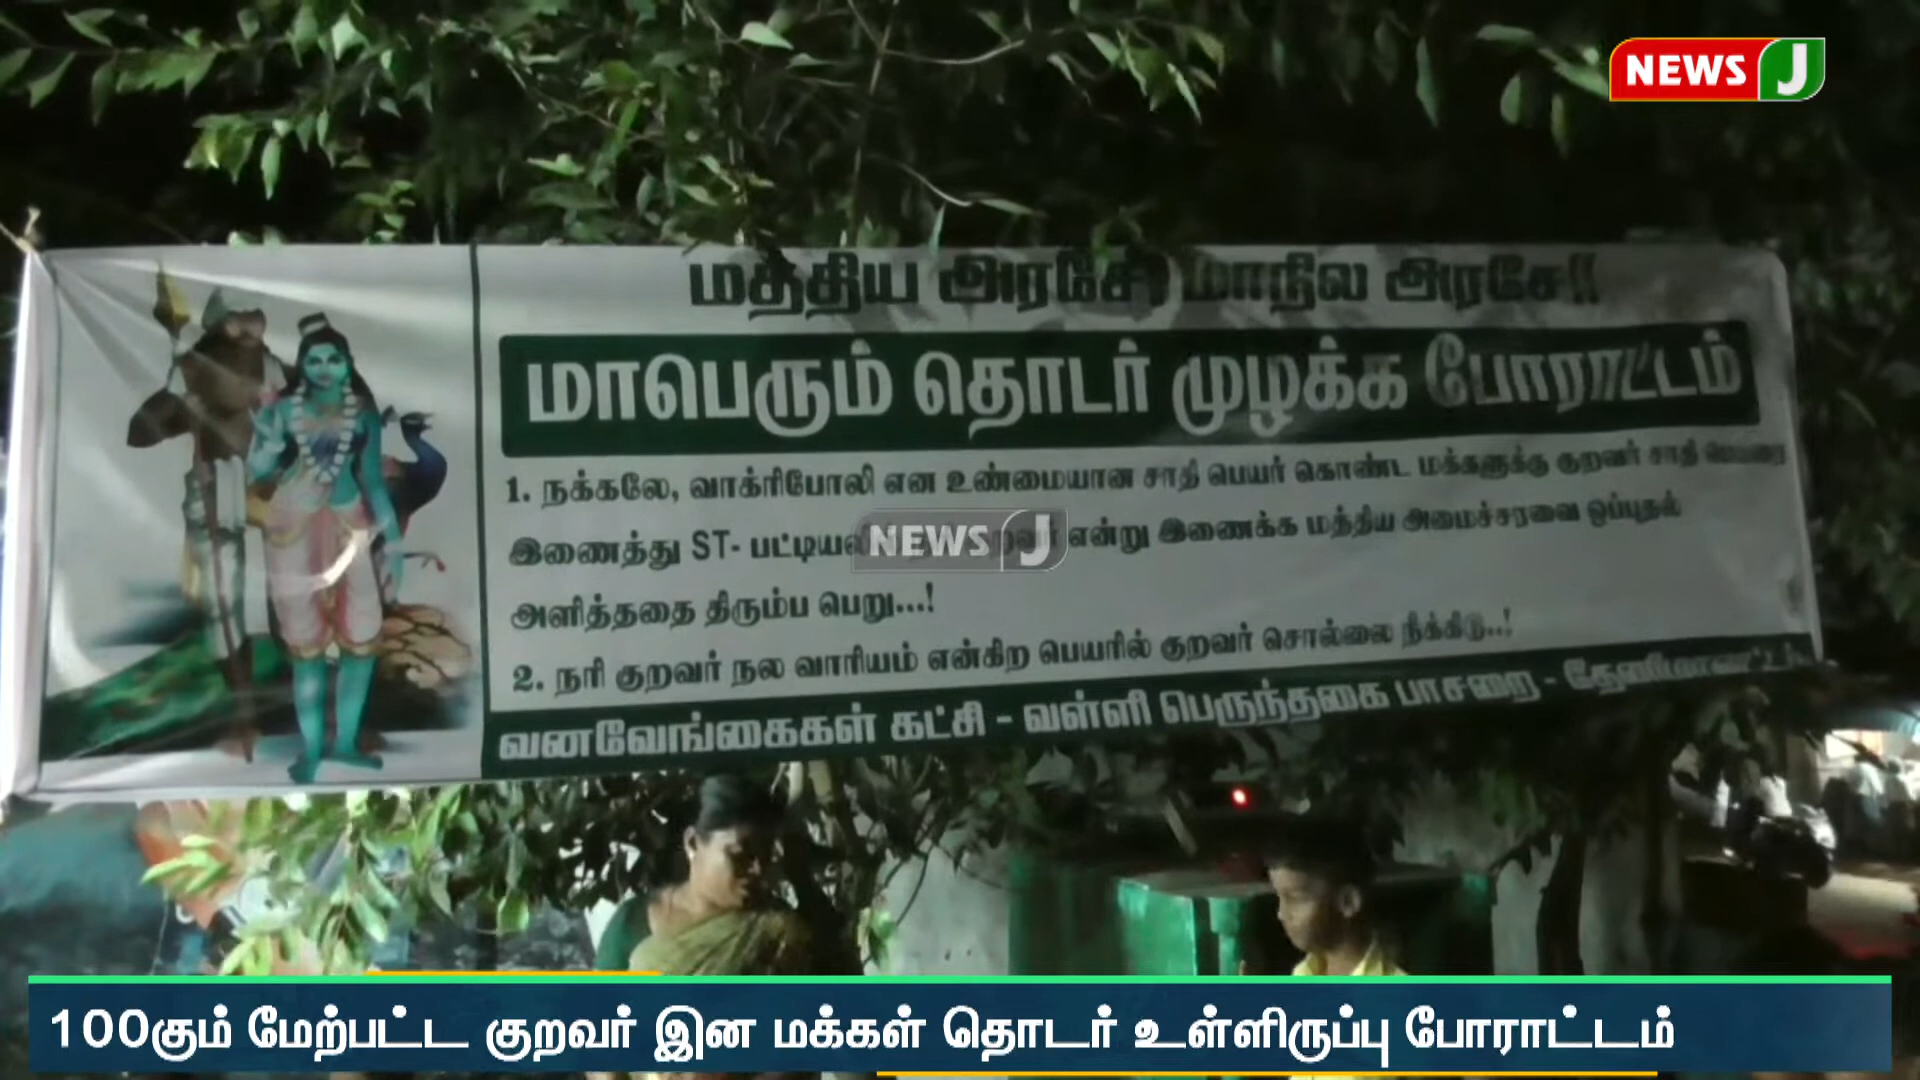 NEWS J
மத்திய அரசே, மாநில அரசே!!
மாபெரும் தொடர் முழக்க போராட்டம்
1. நக்கலே, வாக்ரிபோலி என உண்மையான சாதி பெயர் கொண்ட மக்களுக்கு குறவர் சாதி பெயரை
இணைத்து ST- என்று இணைக்க மத்திய அமைச்சரவை ஒப்புதல்
NEWS J
அளித்ததை திரும்ப பெறு...!
2. நரி குறவர் நல வாரியம் என்கிற பெயரில் குறவர் சொல்லை நீக்கிடு..!
வனவேங்கைகள் கட்சி - வள்ளி பெருந்தகை பாசறை - தேனிமாவட்டம்
100கும் மேற்பட்ட குறவர் இன மக்கள் தொடர் உள்ளிருப்பு போராட்டம்